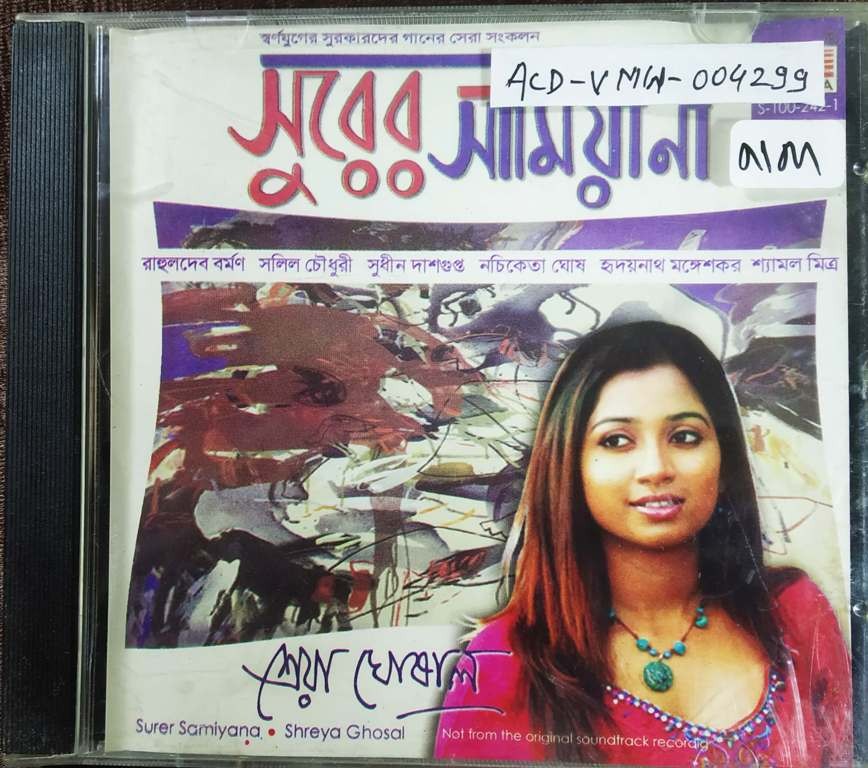 স্বর্ণযুগের সুরকারদের গানের সেরা সংকলন
ACD-VMW-004299
সুরের সামিয়ানা
S-100-242-1
রাহুলদেব বর্মণ সলিল চৌধুরী সুধীন দাশগুপ্ত নচিকেতা ঘোষ হৃদয়নাথ মঙ্গেশকর শ্যামল মিত্র
শ্রেয়া ঘোষাল
Surer Samiyana • Shreya Ghosal
Not from the original soundtrack recordig